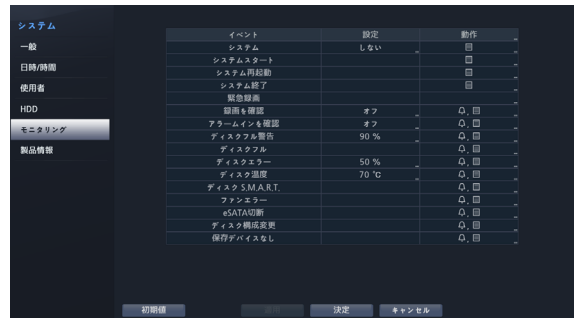 システム
一般
日時/時間
使用者
HDD
モニタリング
製品情報
イベント 設定 動作
システム しない
システムスタート
システム再起動
システム終了
緊急録画
録画を確認 オフ
アラームインを確認 オフ
ディスクフル警告 90 %
ディスクフル
ディスクエラー 50 %
ディスク温度 70 °C
ディスク S.M.A.R.T.
ファンエラー
eSATA切断
ディスク構成変更
保存デバイスなし
初期値 決定 キャンセル